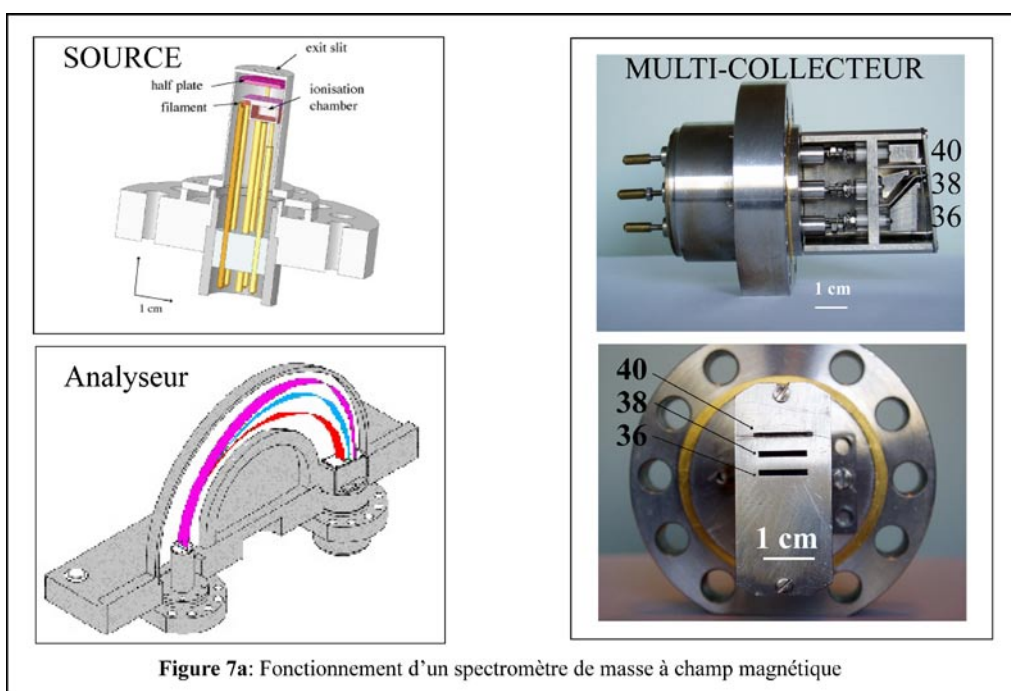 SOURCE
exit slit
half plate
filament
ionisation
chamber
1 cm
Analyseur
MULTI-COLLECTEUR
40
38
36
1 cm
40
38
36
1 cm
Figure 7a: Fonctionnement d'un spectromètre de masse à champ magnétique